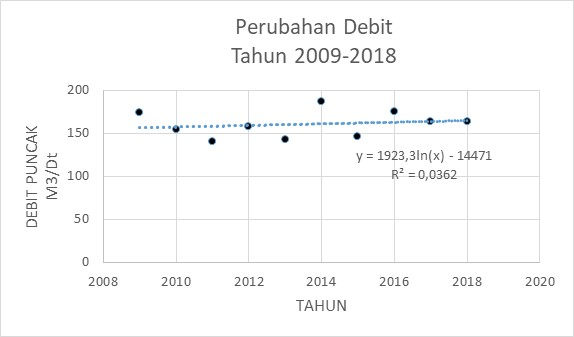 Perubahan Debit
Tahun 2009-2018
200
150
100
50
0
DEBIT PUNCAK
M3/Dt
y = 1923,3ln(x) - 14471
R² = 0,0362
2008
2010
2012
2014
2016
2018
2020
TAHUN